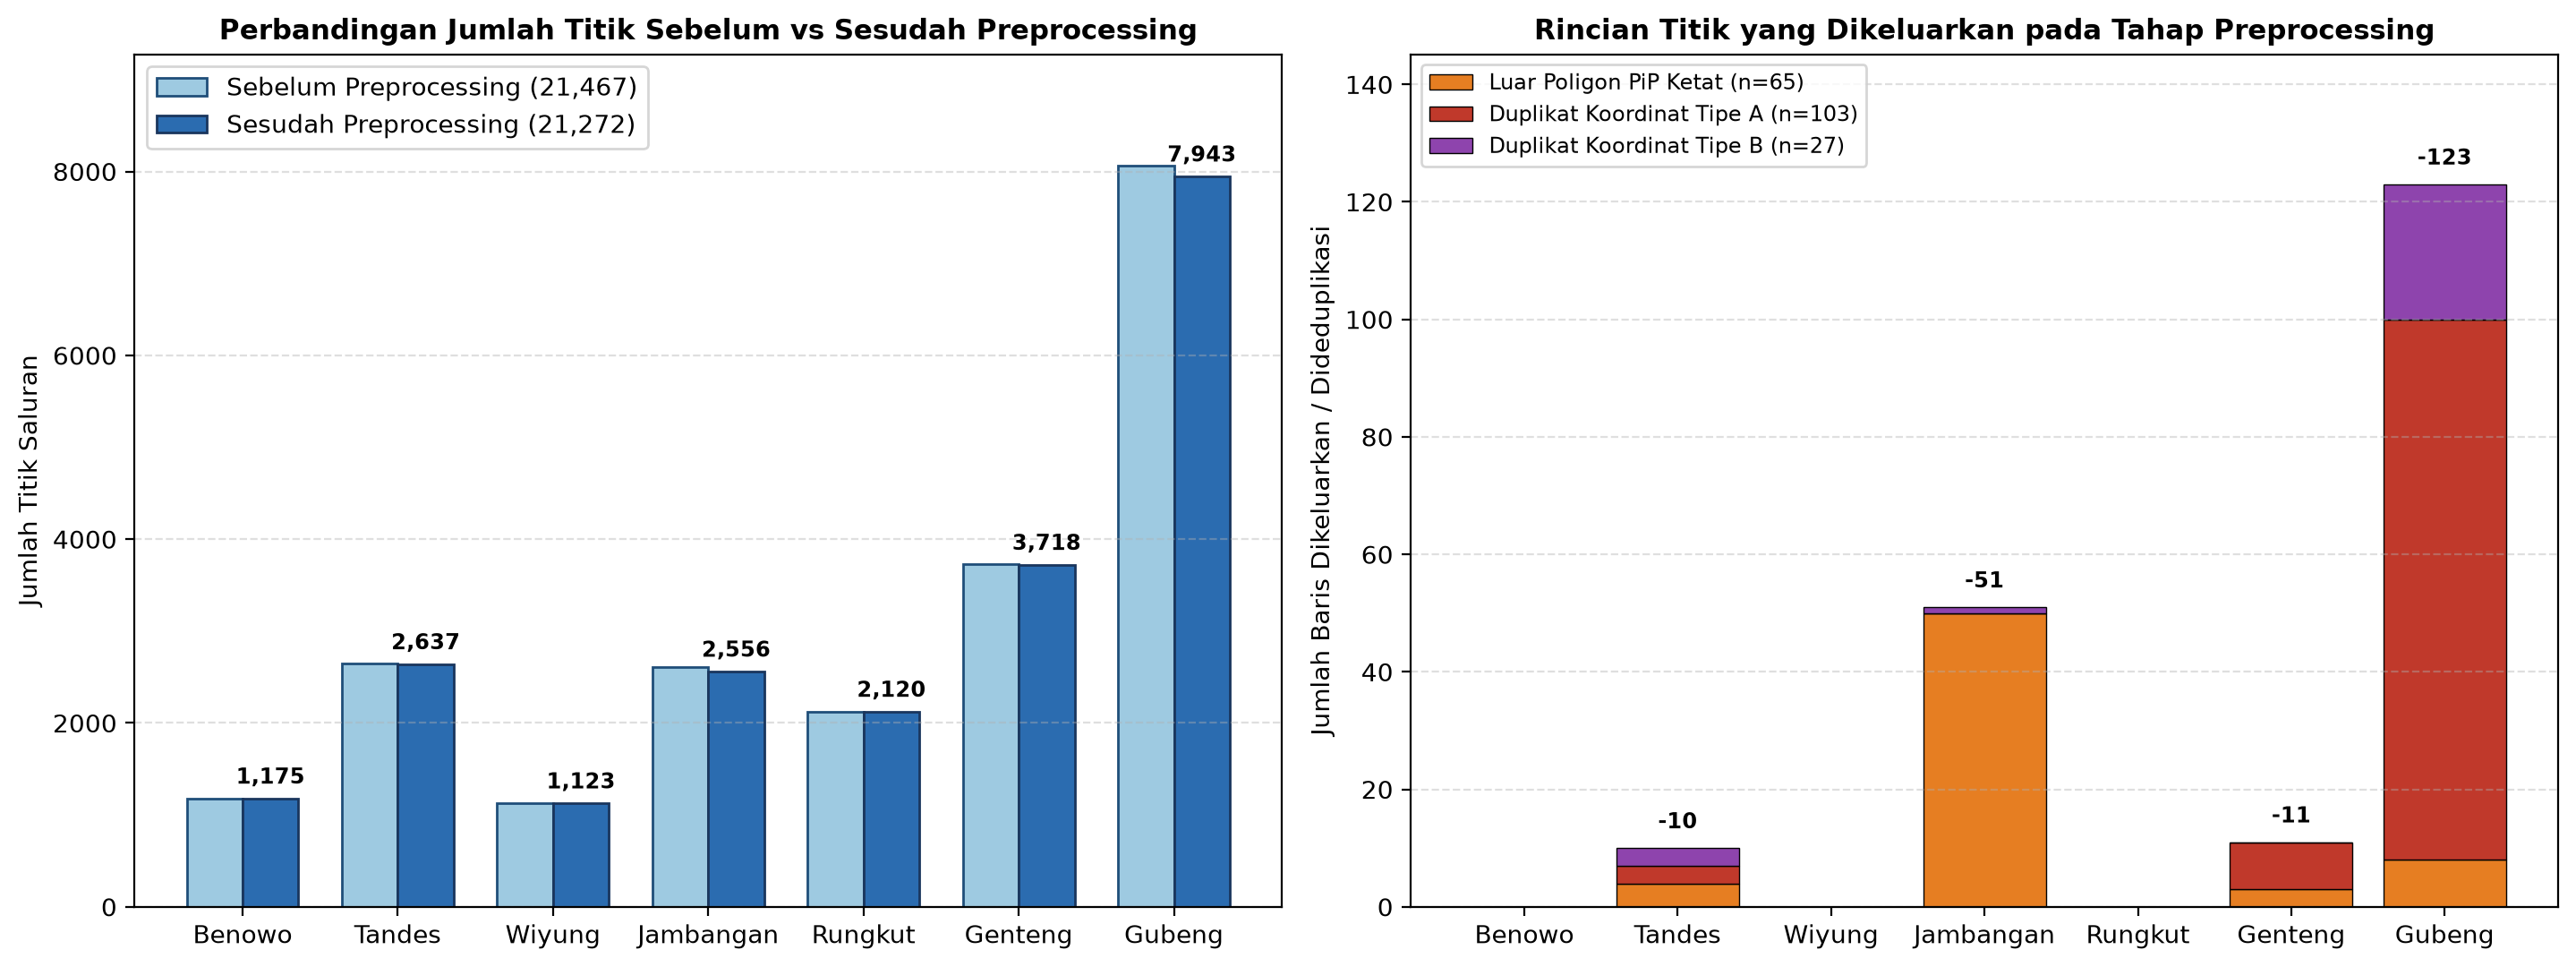 Perbandingan Jumlah Titik Sebelum vs Sesudah Preprocessing
Sebelum Preprocessing (21,467)
Sesudah Preprocessing (21,272)
Jumlah Titik Saluran
8000
6000
4000
2000
0
1,175
2,637
1,123
2,556
2,120
3,718
7,943
Benowo
Tandes
Wiyung
Jambangan
Rungkut
Genteng
Gubeng
Rincian Titik yang Dikeluarkan pada Tahap Preprocessing
Luar Poligon PiP Ketat (n=65)
Duplikat Koordinat Tipe A (n=103)
Duplikat Koordinat Tipe B (n=27)
Jumlah Baris Dikeluarkan / Dideduplikasi
140
120
100
80
60
40
20
0
-10
-51
-11
-123
Benowo
Tandes
Wiyung
Jambangan
Rungkut
Genteng
Gubeng